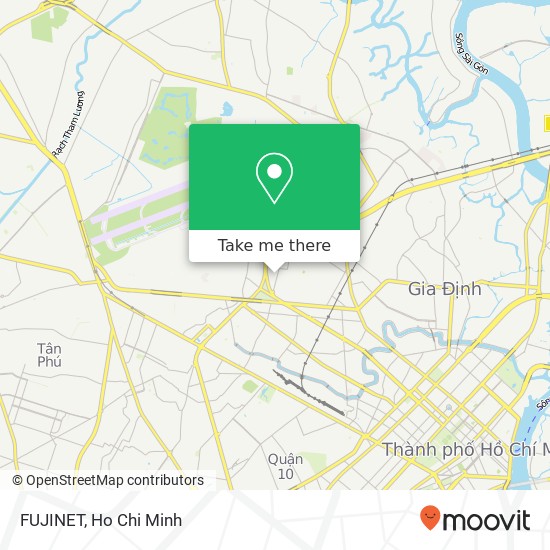 Sông Sài Gòn
Rạch Tham Lương
Take me there
Gia Định
Tân
Phú
Thành phố Hồ Chí M
Quận
10
© OpenStreetMap contributors
FUJINET, Ho Chi Minh
moovit